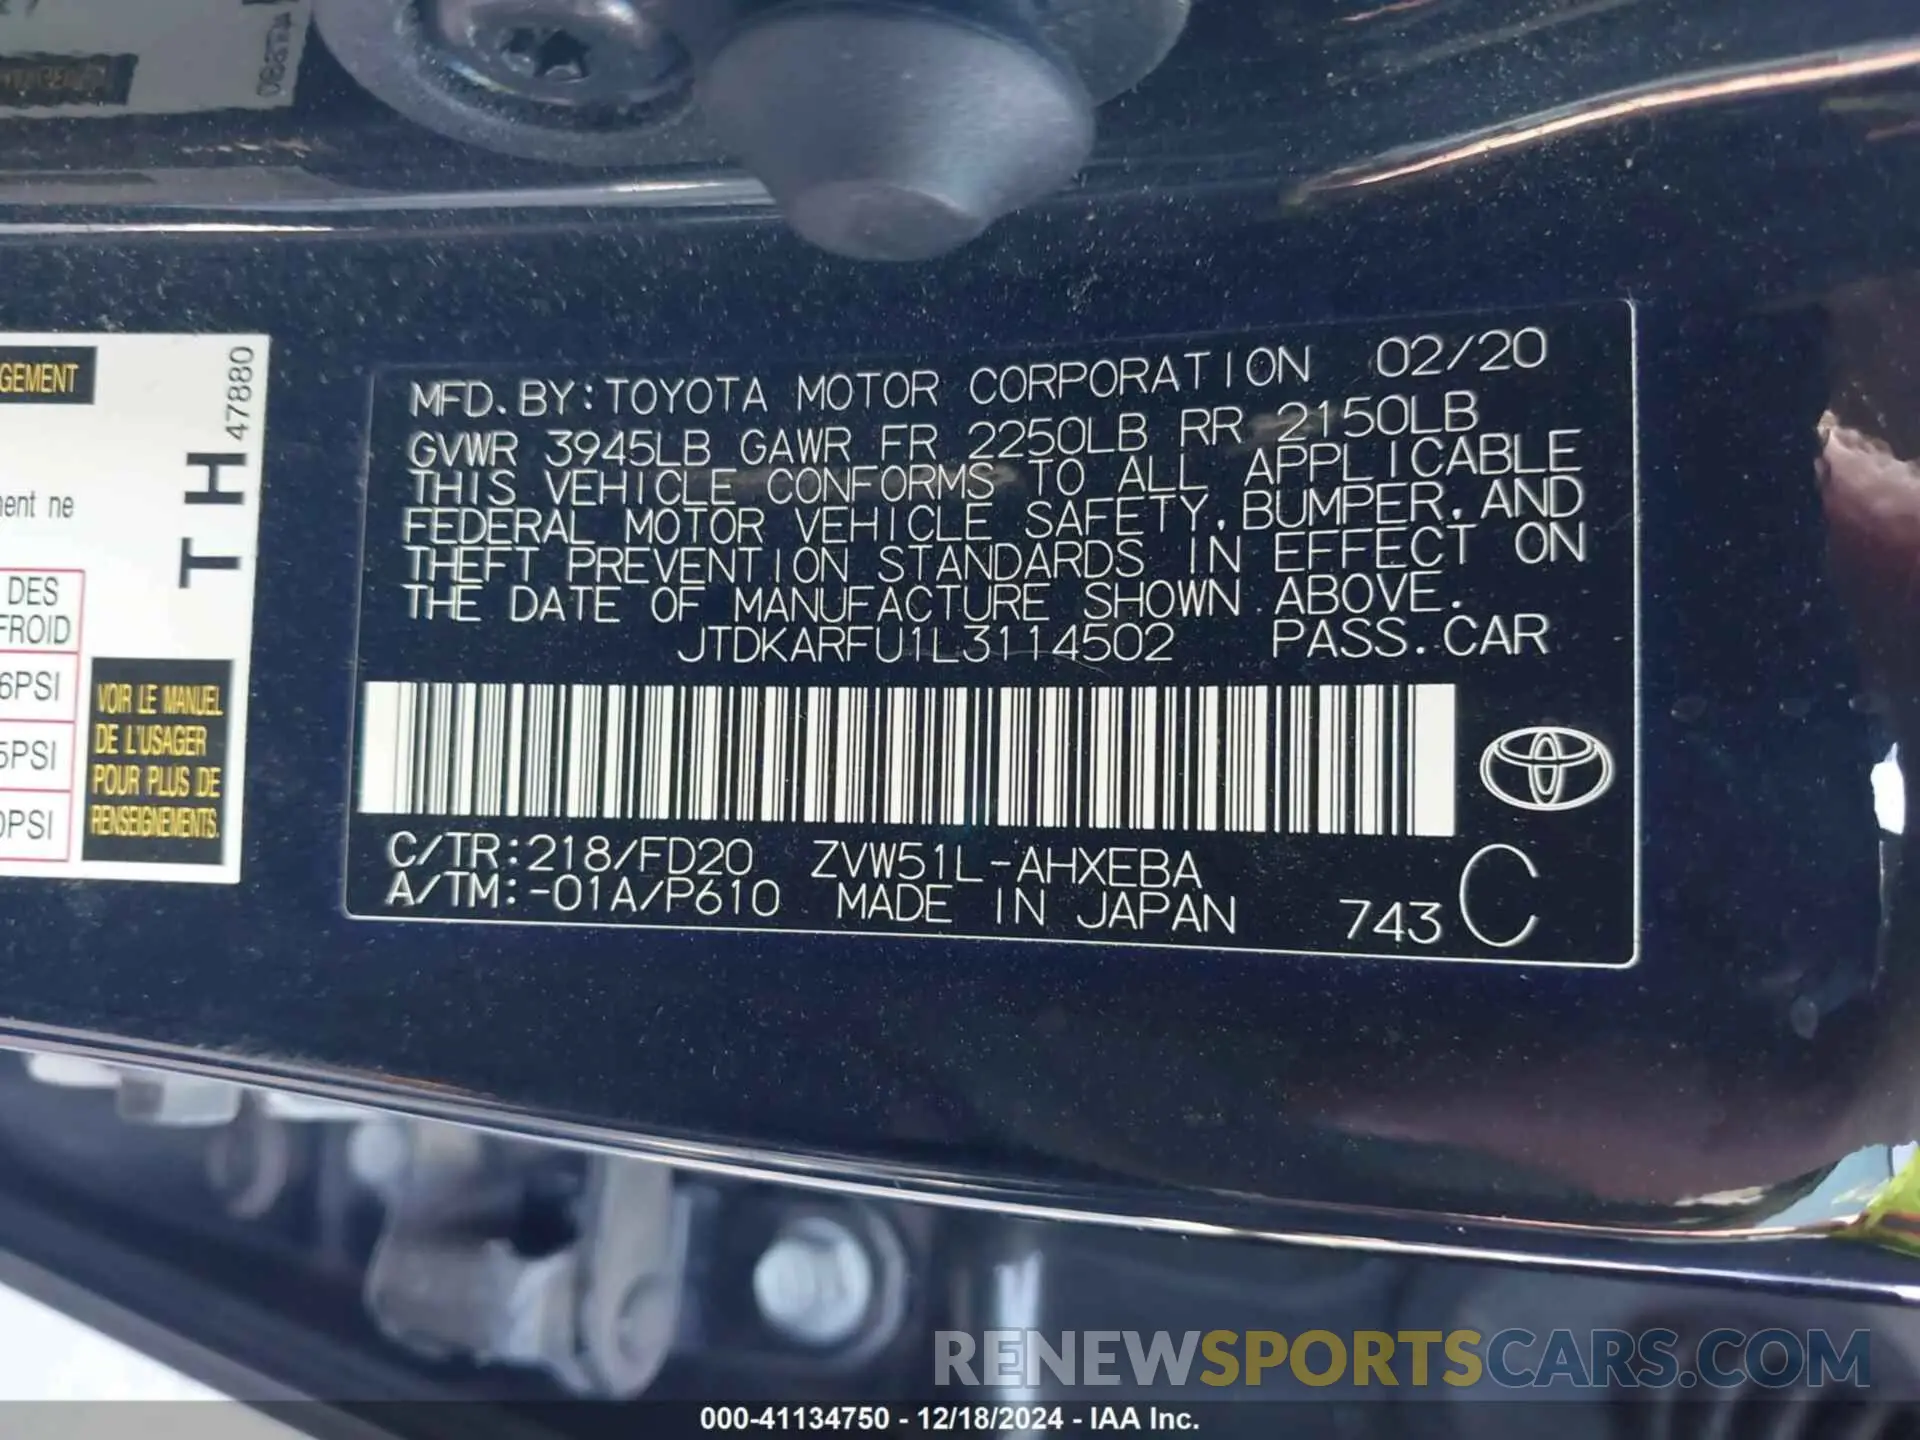 GEMENT
47880
TH
ment ne
DES
FROID
6PSI
5PSI
0PSI
VOIR LE MANUEL
DE L'USAGER
POUR PLUS DE
RENSEIGNEMENTS.
MFD. BY: TOYOTA MOTOR CORPORATION 02/20
GVWR 3945LB GAWR FR 2250LB RR 2150LB
THIS VEHICLE CONFORMS TO ALL APPLICABLE
FEDERAL MOTOR VEHICLE SAFETY, BUMPER, AND
THEFT PREVENTION STANDARDS IN EFFECT ON
THE DATE OF MANUFACTURE SHOWN ABOVE.
JTDKARFU1L3114502 PASS. CAR
C/TR:218/FD20 ZVW51L-AHXEBA
A/TM:-01A/P610 MADE IN JAPAN 743 C
RENEWSPORTSCARS.COM
000-41134750 - 12/18/2024 - IAA Inc.